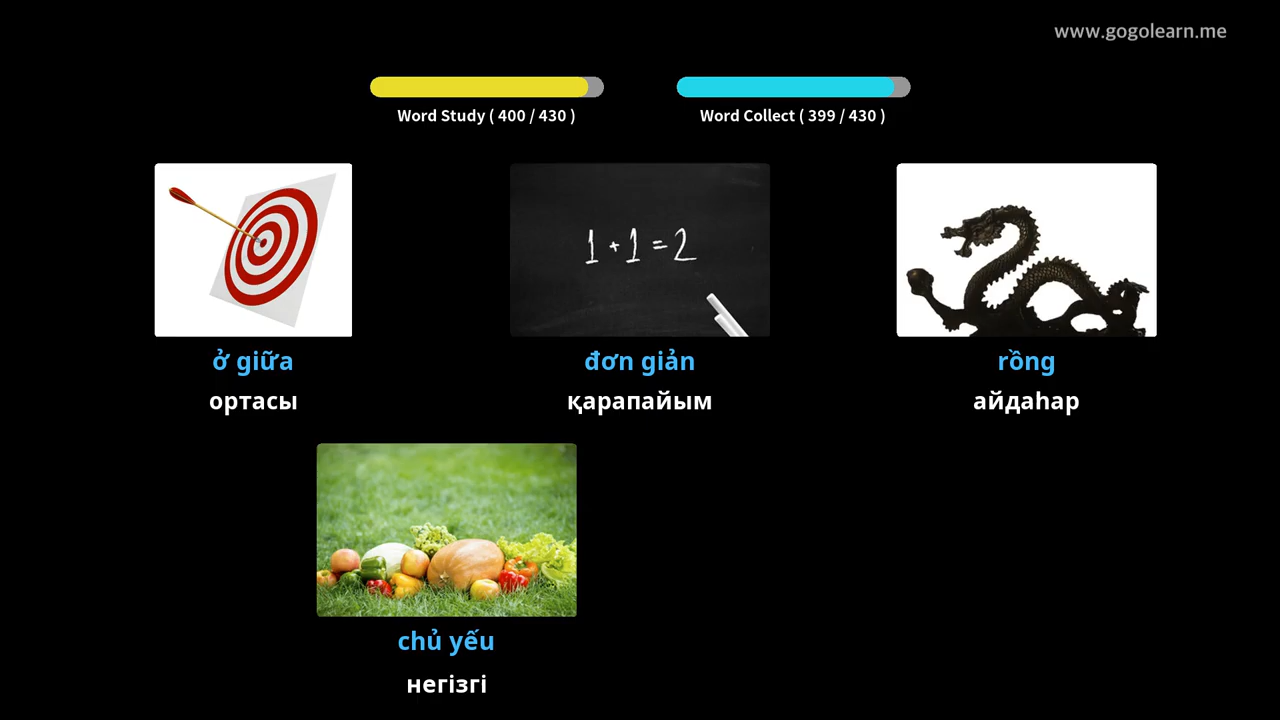 www.gogolearn.me
Word Study ( 400 / 430 )
Word Collect ( 399 / 430 )
1 + 1 = 2
ở giữa
đơn giản
rồng
ортасы
қарапайым
айдаһар
chủ yếu
негізгі